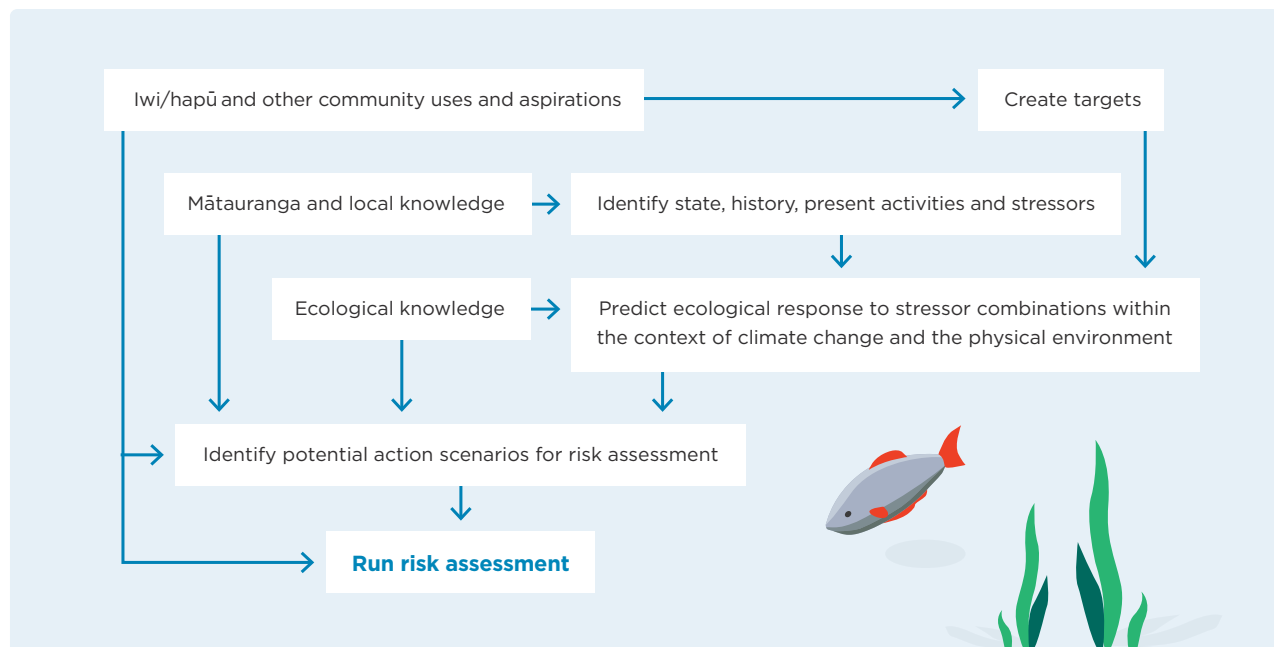 Iwi/hapū and other community uses and aspirations
Create targets
Mātauranga and local knowledge
Identify state, history, present activities and stressors
Ecological knowledge
Predict ecological response to stressor combinations within
the context of climate change and the physical environment
Identify potential action scenarios for risk assessment
Run risk assessment